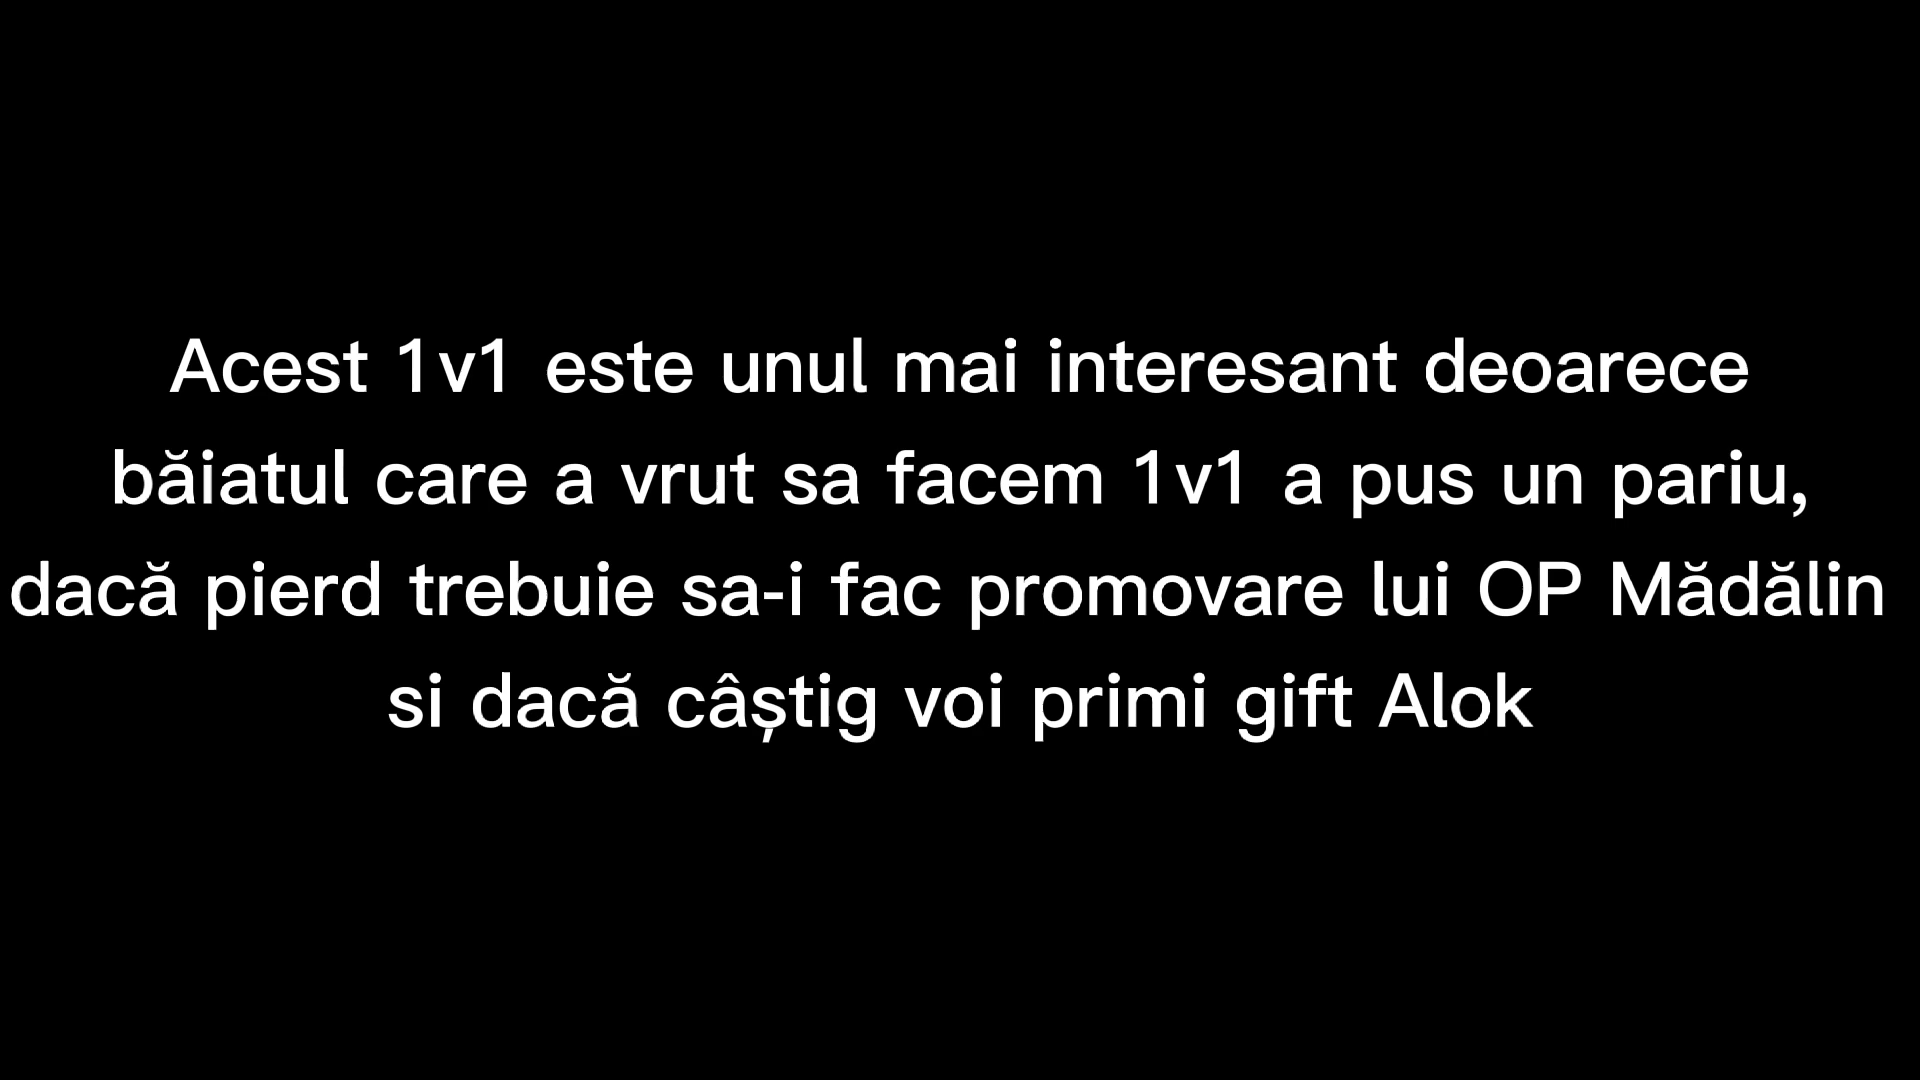 Acest 1v1 este unul mai interesant deoarece
băiatul care a vrut sa facem 1v1 a pus un pariu,
dacă pierd trebuie sa-i fac promovare lui OP Mădălin
si dacă câștig voi primi gift Alok